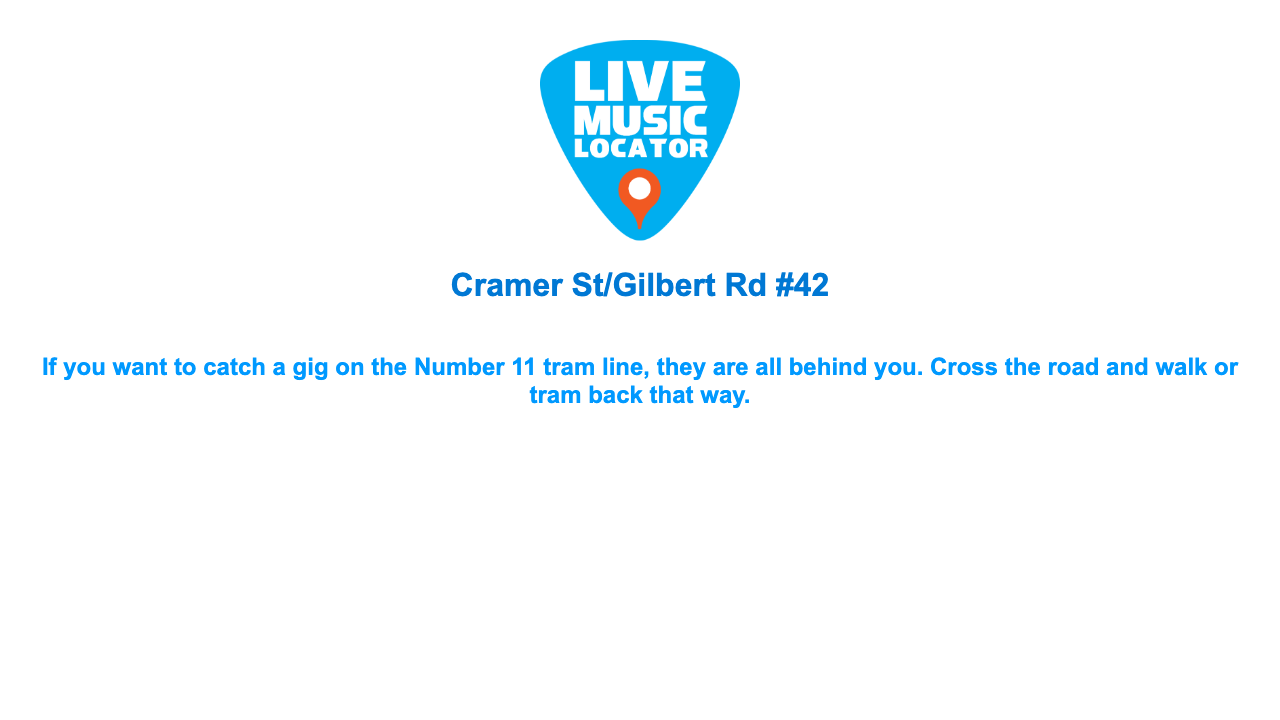 LIVE
MUSIC
LOCATOR
Cramer St/Gilbert Rd #42
If you want to catch a gig on the Number 11 tram line, they are all behind you. Cross the road and walk or
tram back that way.